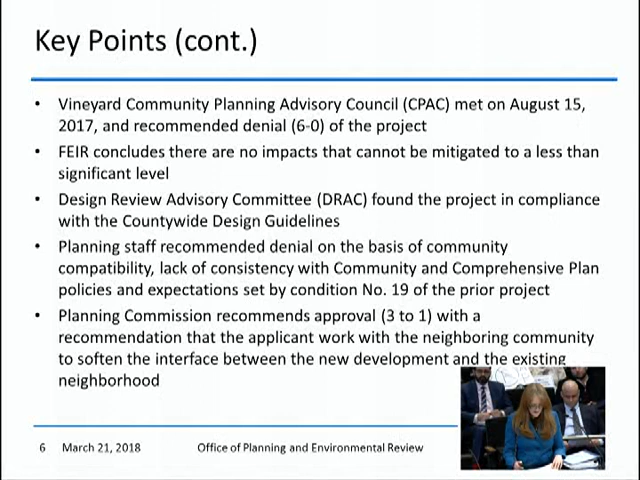 Key Points (cont.)
• Vineyard Community Planning Advisory Council (CPAC) met on August 15,
2017, and recommended denial (6-0) of the project
• FEIR concludes there are no impacts that cannot be mitigated to a less than
significant level
• Design Review Advisory Committee (DRAC) found the project in compliance
with the Countywide Design Guidelines
• Planning staff recommended denial on the basis of community
compatibility, lack of consistency with Community and Comprehensive Plan
policies and expectations set by condition No. 19 of the prior project
• Planning Commission recommends approval (3 to 1) with a
recommendation that the applicant work with the neighboring community
to soften the interface between the new development and the existing
neighborhood
6 March 21, 2018 Office of Planning and Environmental Review